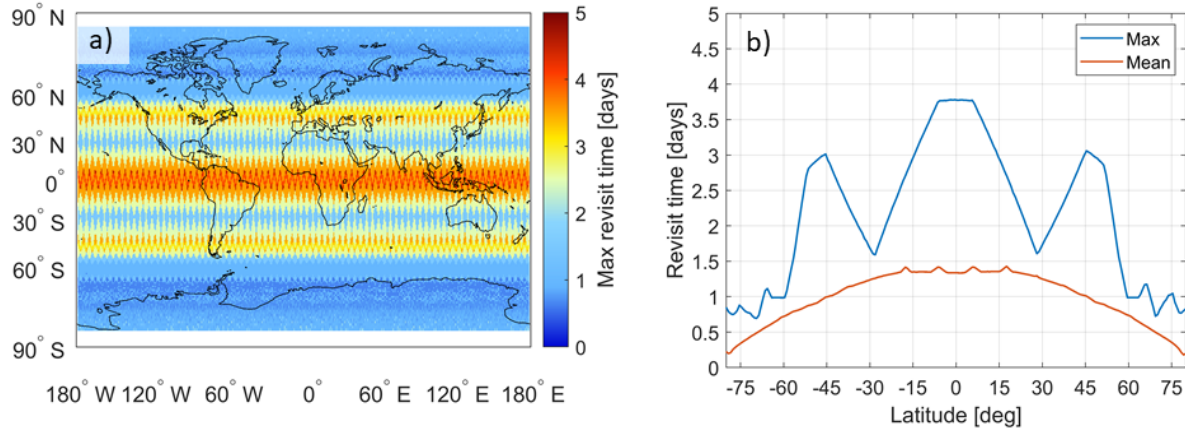 a)
90° N
60° N
30° N
0°
30° S
60° S
90° S
180° W 120° W 60° W 0° 60° E 120° E 180° E
5
4
3
2
1
0
Max revisit time [days]
b)
Max
Mean
5
4.5
4
3.5
3
2.5
2
1.5
1
0.5
0
Revisit time [days]
-75 -60 -45 -30 -15 0 15 30 45 60 75
Latitude [deg]